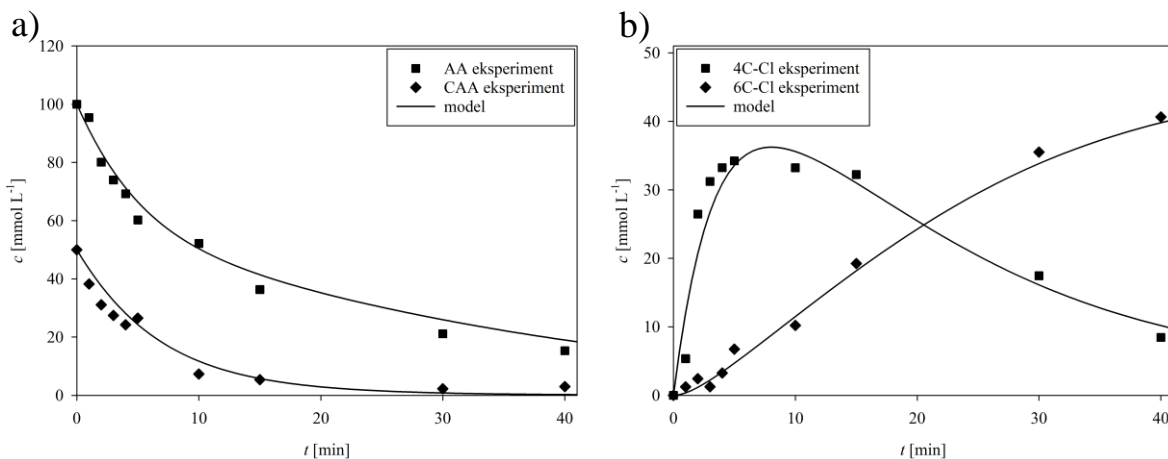 a)
120
100
80
60
40
20
0
c [mmol L⁻¹]
0 10 20 30 40
t [min]
AA eksperiment
CAA eksperiment
model
b)
50
40
30
20
10
0
c [mmol L⁻¹]
0 10 20 30 40
t [min]
4C-Cl eksperiment
6C-Cl eksperiment
model